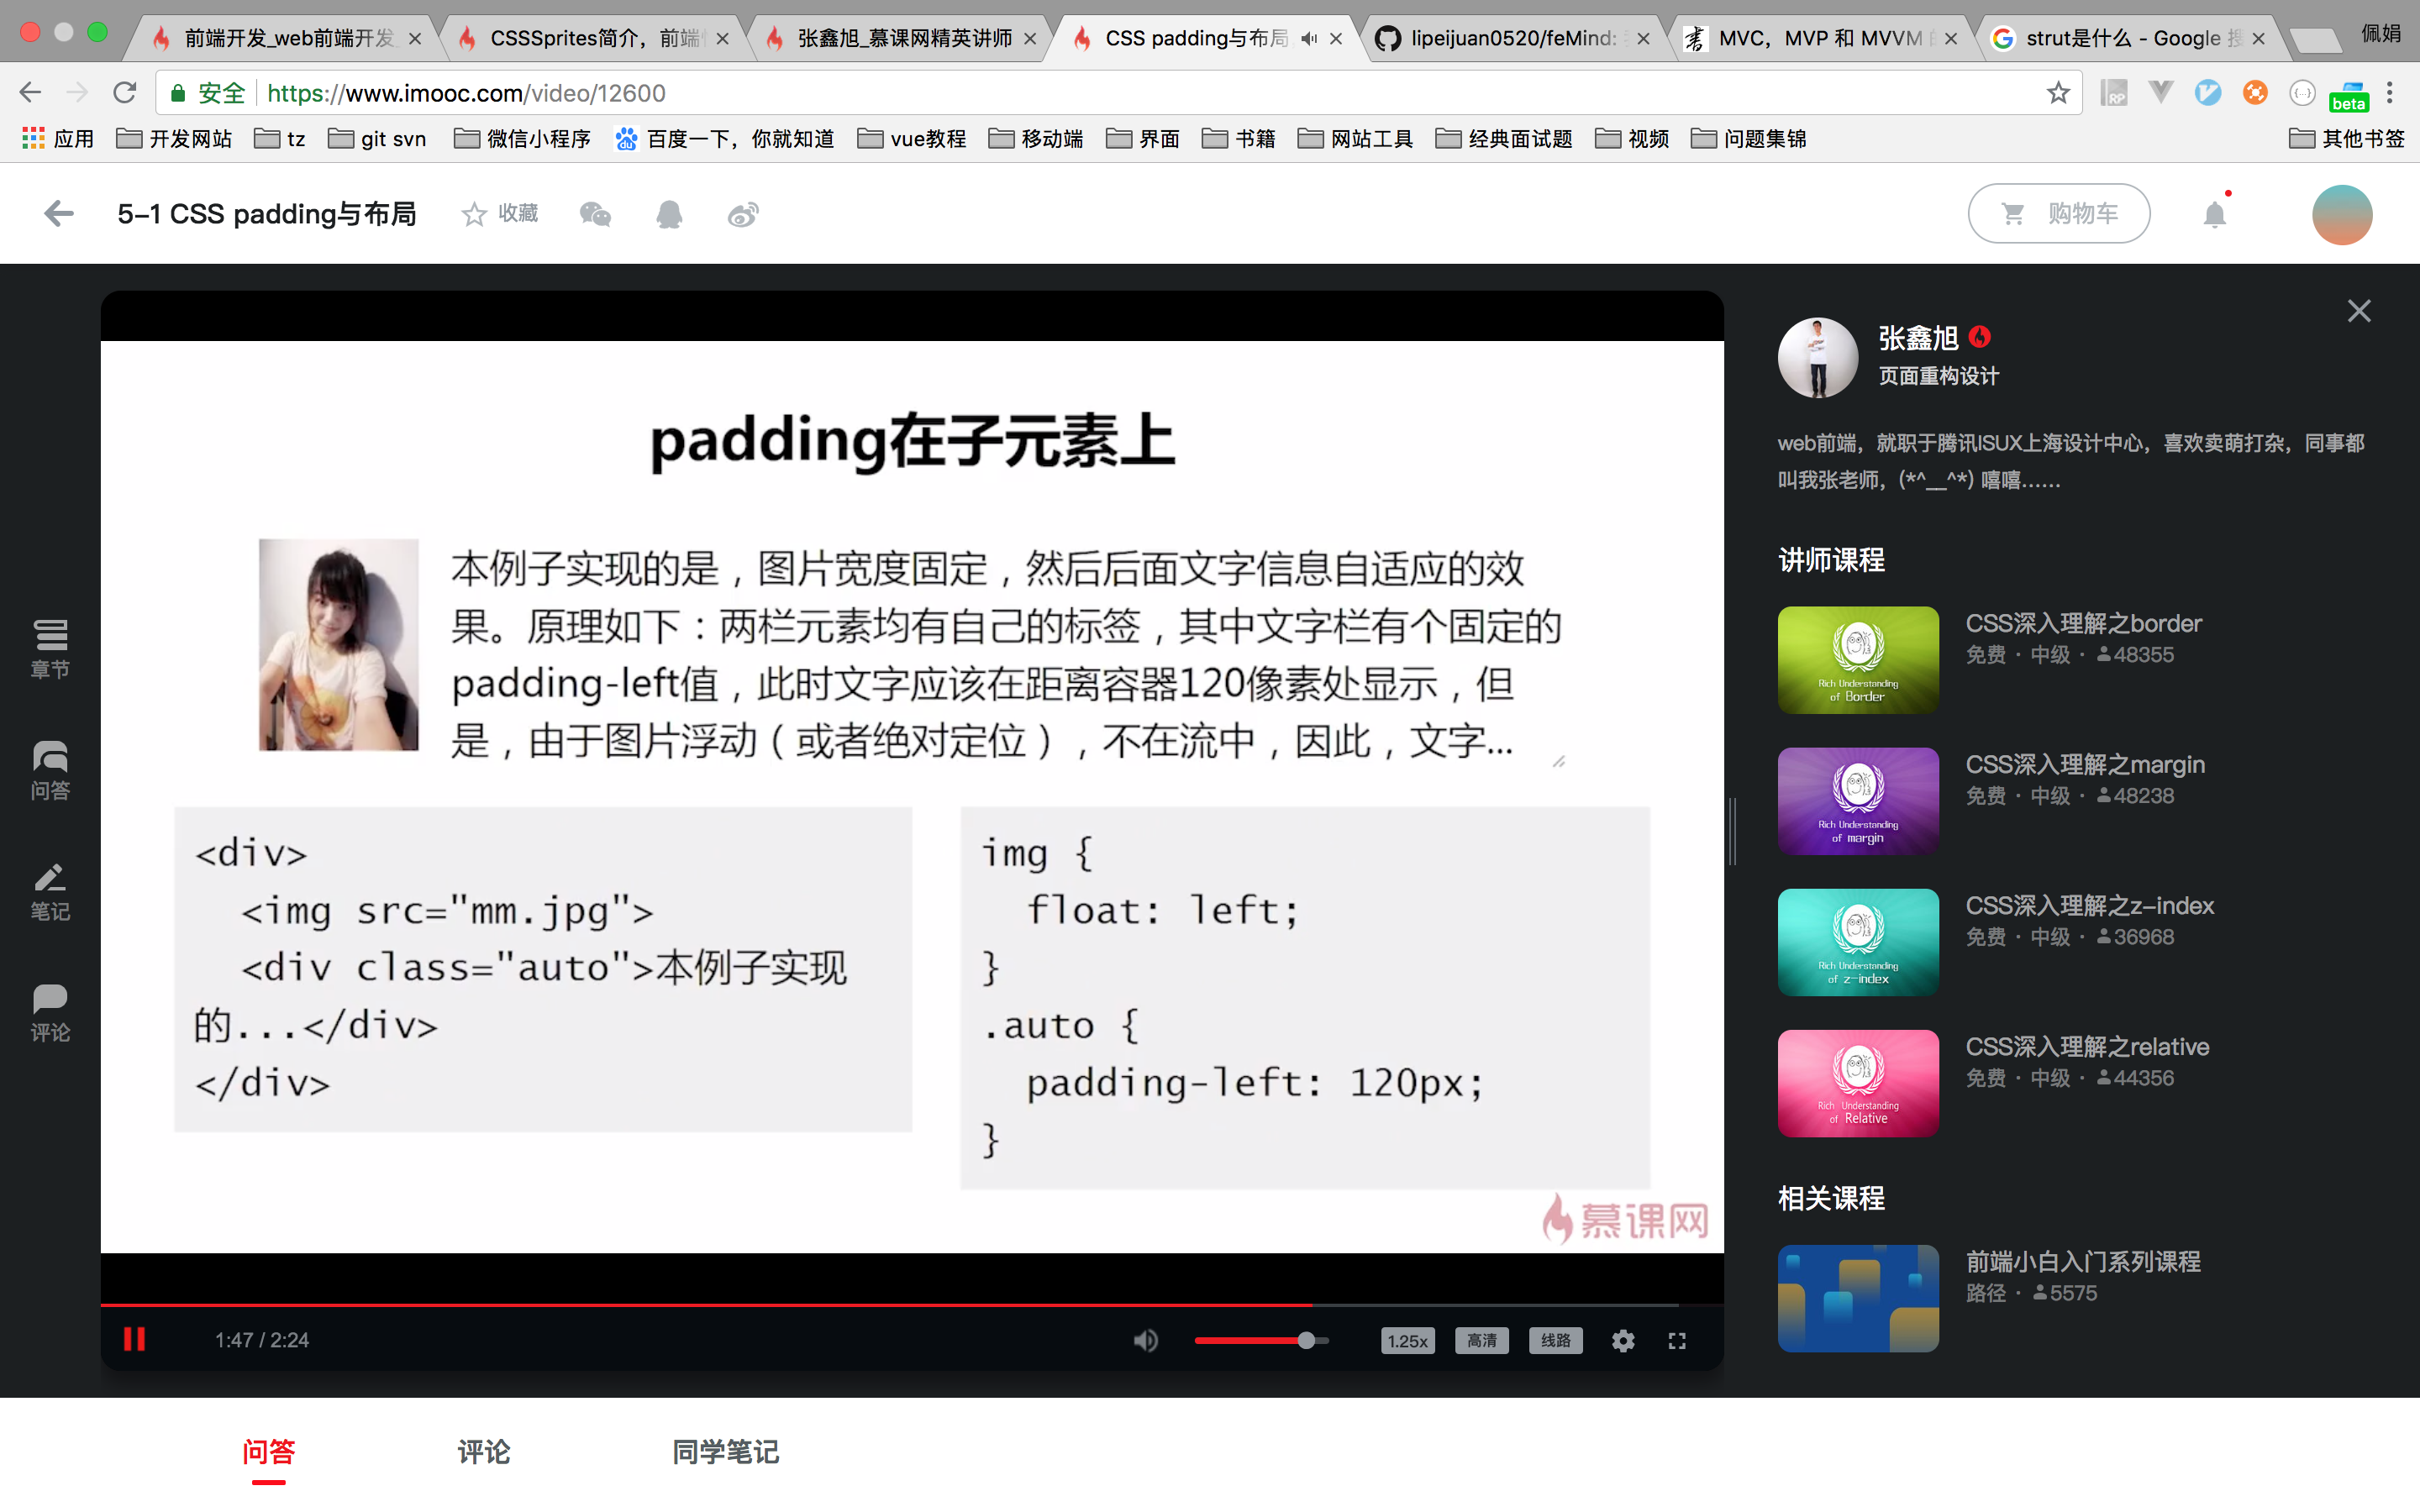 前端开发_web前端开发
CSSSprites简介，前端
张鑫旭_慕课网精英讲师
CSS padding与布局
lipeijuan0520/feMind:
MVC，MVP 和 MVVM
strut是什么 - Google 搜
佩娟
安全
https://www.imooc.com/video/12600
beta
应用
开发网站
tz
git svn
微信小程序
百度一下，你就知道
vue教程
移动端
界面
书籍
网站工具
经典面试题
视频
问题集锦
其他书签
5-1 CSS padding与布局
收藏
购物车
章节
问答
笔记
评论
padding在子元素上
本例子实现的是，图片宽度固定，然后后面文字信息自适应的效
果。原理如下：两栏元素均有自己的标签，其中文字栏有个固定的
padding-left值，此时文字应该在距离容器120像素处显示，但
是，由于图片浮动（或者绝对定位），不在流中，因此，文字...
<div>
<img src="mm.jpg">
<div class="auto">本例子实现
的...</div>
</div>
img {
float: left;
}
.auto {
padding-left: 120px;
}
慕课网
1:47 / 2:24
1.25x
高清
线路
张鑫旭
页面重构设计
web前端，就职于腾讯ISUX上海设计中心，喜欢卖萌打杂，同事都
叫我张老师，(*^__^*) 嘻嘻……
讲师课程
Rich Understanding
of Border
CSS深入理解之border
免费 · 中级 · 48355
Rich Understanding
of margin
CSS深入理解之margin
免费 · 中级 · 48238
Rich Understanding
of z-index
CSS深入理解之z-index
免费 · 中级 · 36968
Rich Understanding
of Relative
CSS深入理解之relative
免费 · 中级 · 44356
相关课程
前端小白入门系列课程
路径 · 5575
问答
评论
同学笔记